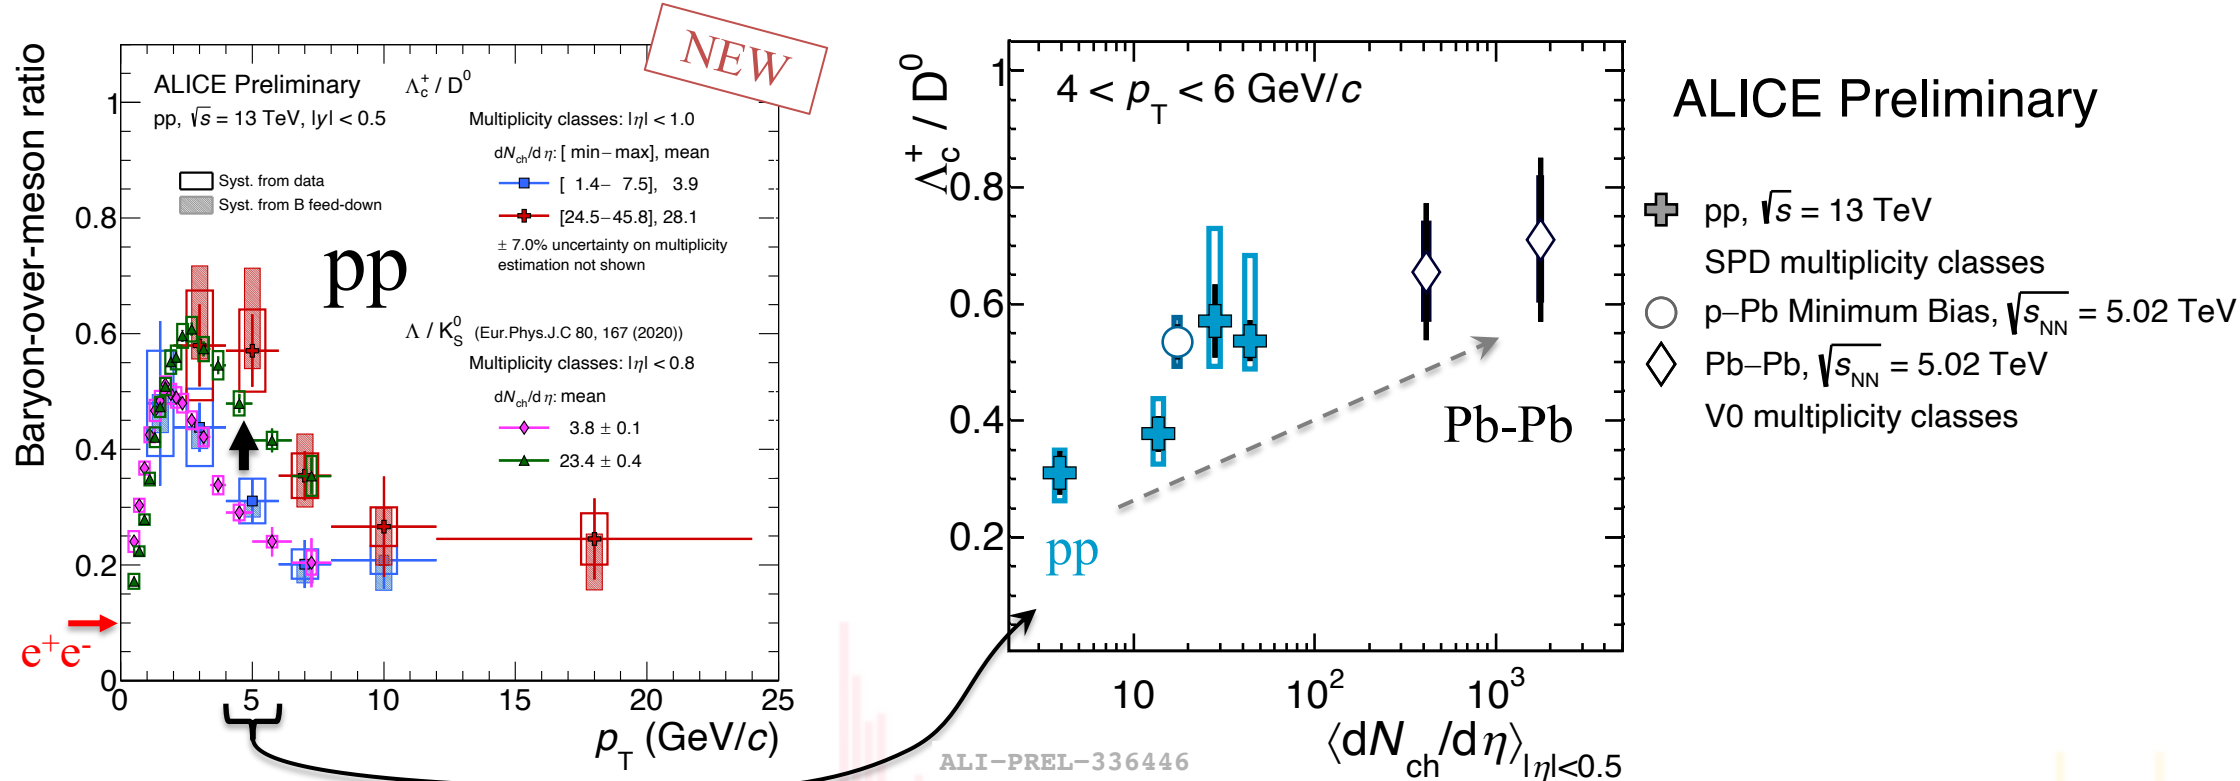 NEW
Baryon-over-meson ratio
ALICE Preliminary
Λc+ / D0
pp, √s = 13 TeV, |y| < 0.5
Multiplicity classes: |η| < 1.0
dNch/dη: [ min− max], mean
Syst. from data
[ 1.4− 7.5], 3.9
Syst. from B feed-down
[24.5−45.8], 28.1
± 7.0% uncertainty on multiplicity
estimation not shown
pp
Λ / K0S (Eur.Phys.J.C 80, 167 (2020))
Multiplicity classes: |η| < 0.8
dNch/dη: mean
3.8 ± 0.1
23.4 ± 0.4
1
0.8
0.6
0.4
0.2
0
e+e-
0 5 10 15 20 25
pT (GeV/c)
Λc+ / D0
4 < pT < 6 GeV/c
1
0.8
0.6
0.4
0.2
pp
Pb-Pb
10 10² 10³
⟨dNch/dη⟩|η|<0.5
ALI−PREL−336446
ALICE Preliminary
pp, √s = 13 TeV
SPD multiplicity classes
p−Pb Minimum Bias, √sNN = 5.02 TeV
Pb−Pb, √sNN = 5.02 TeV
V0 multiplicity classes